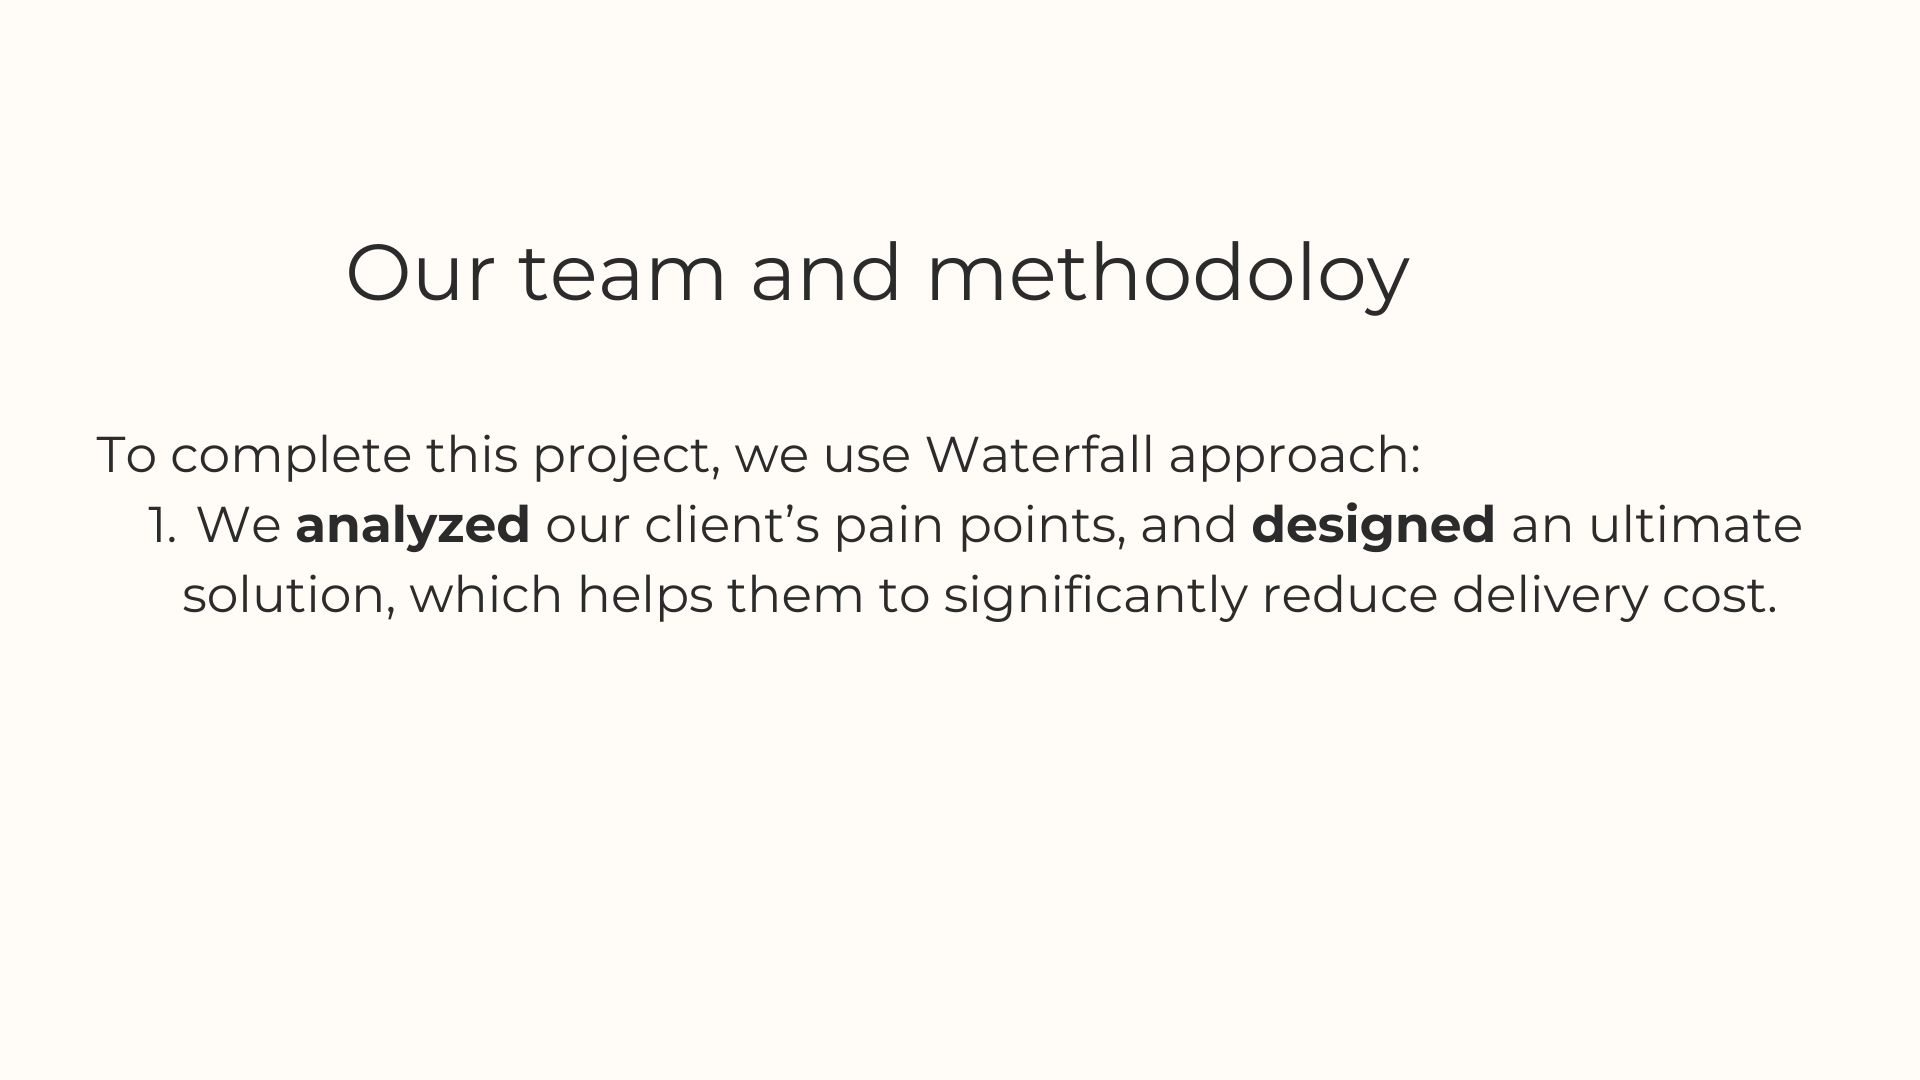 Our team and methodoloy
To complete this project, we use Waterfall approach:
1. We analyzed our client’s pain points, and designed an ultimate
solution, which helps them to significantly reduce delivery cost.